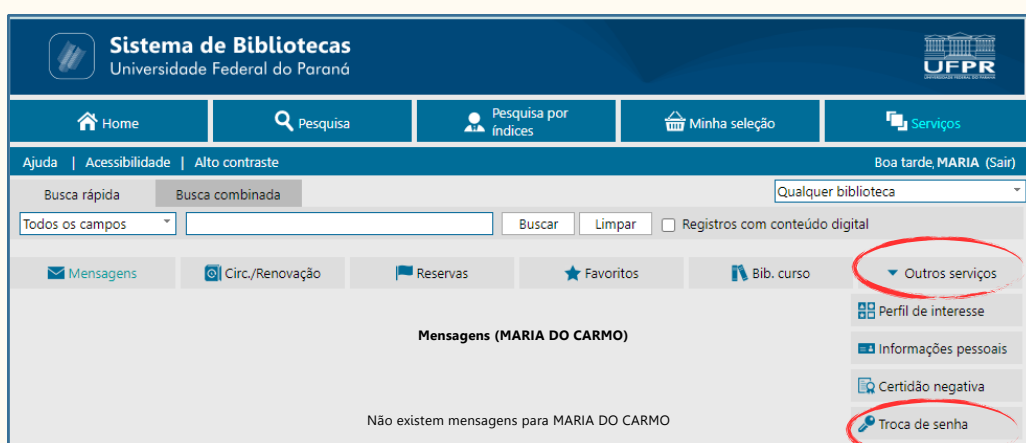 Sistema de Bibliotecas
Universidade Federal do Paraná
UFPR
Home
Pesquisa
Pesquisa por
índices
Minha seleção
Serviços
Ajuda | Acessibilidade | Alto contraste
Boa tarde, MARIA (Sair)
Busca rápida
Busca combinada
Qualquer biblioteca
Todos os campos
Buscar
Limpar
Registros com conteúdo digital
Mensagens
Circ./Renovação
Reservas
Favoritos
Bib. curso
Outros serviços
Perfil de interesse
Mensagens (MARIA DO CARMO)
Informações pessoais
Certidão negativa
Não existem mensagens para MARIA DO CARMO
Troca de senha